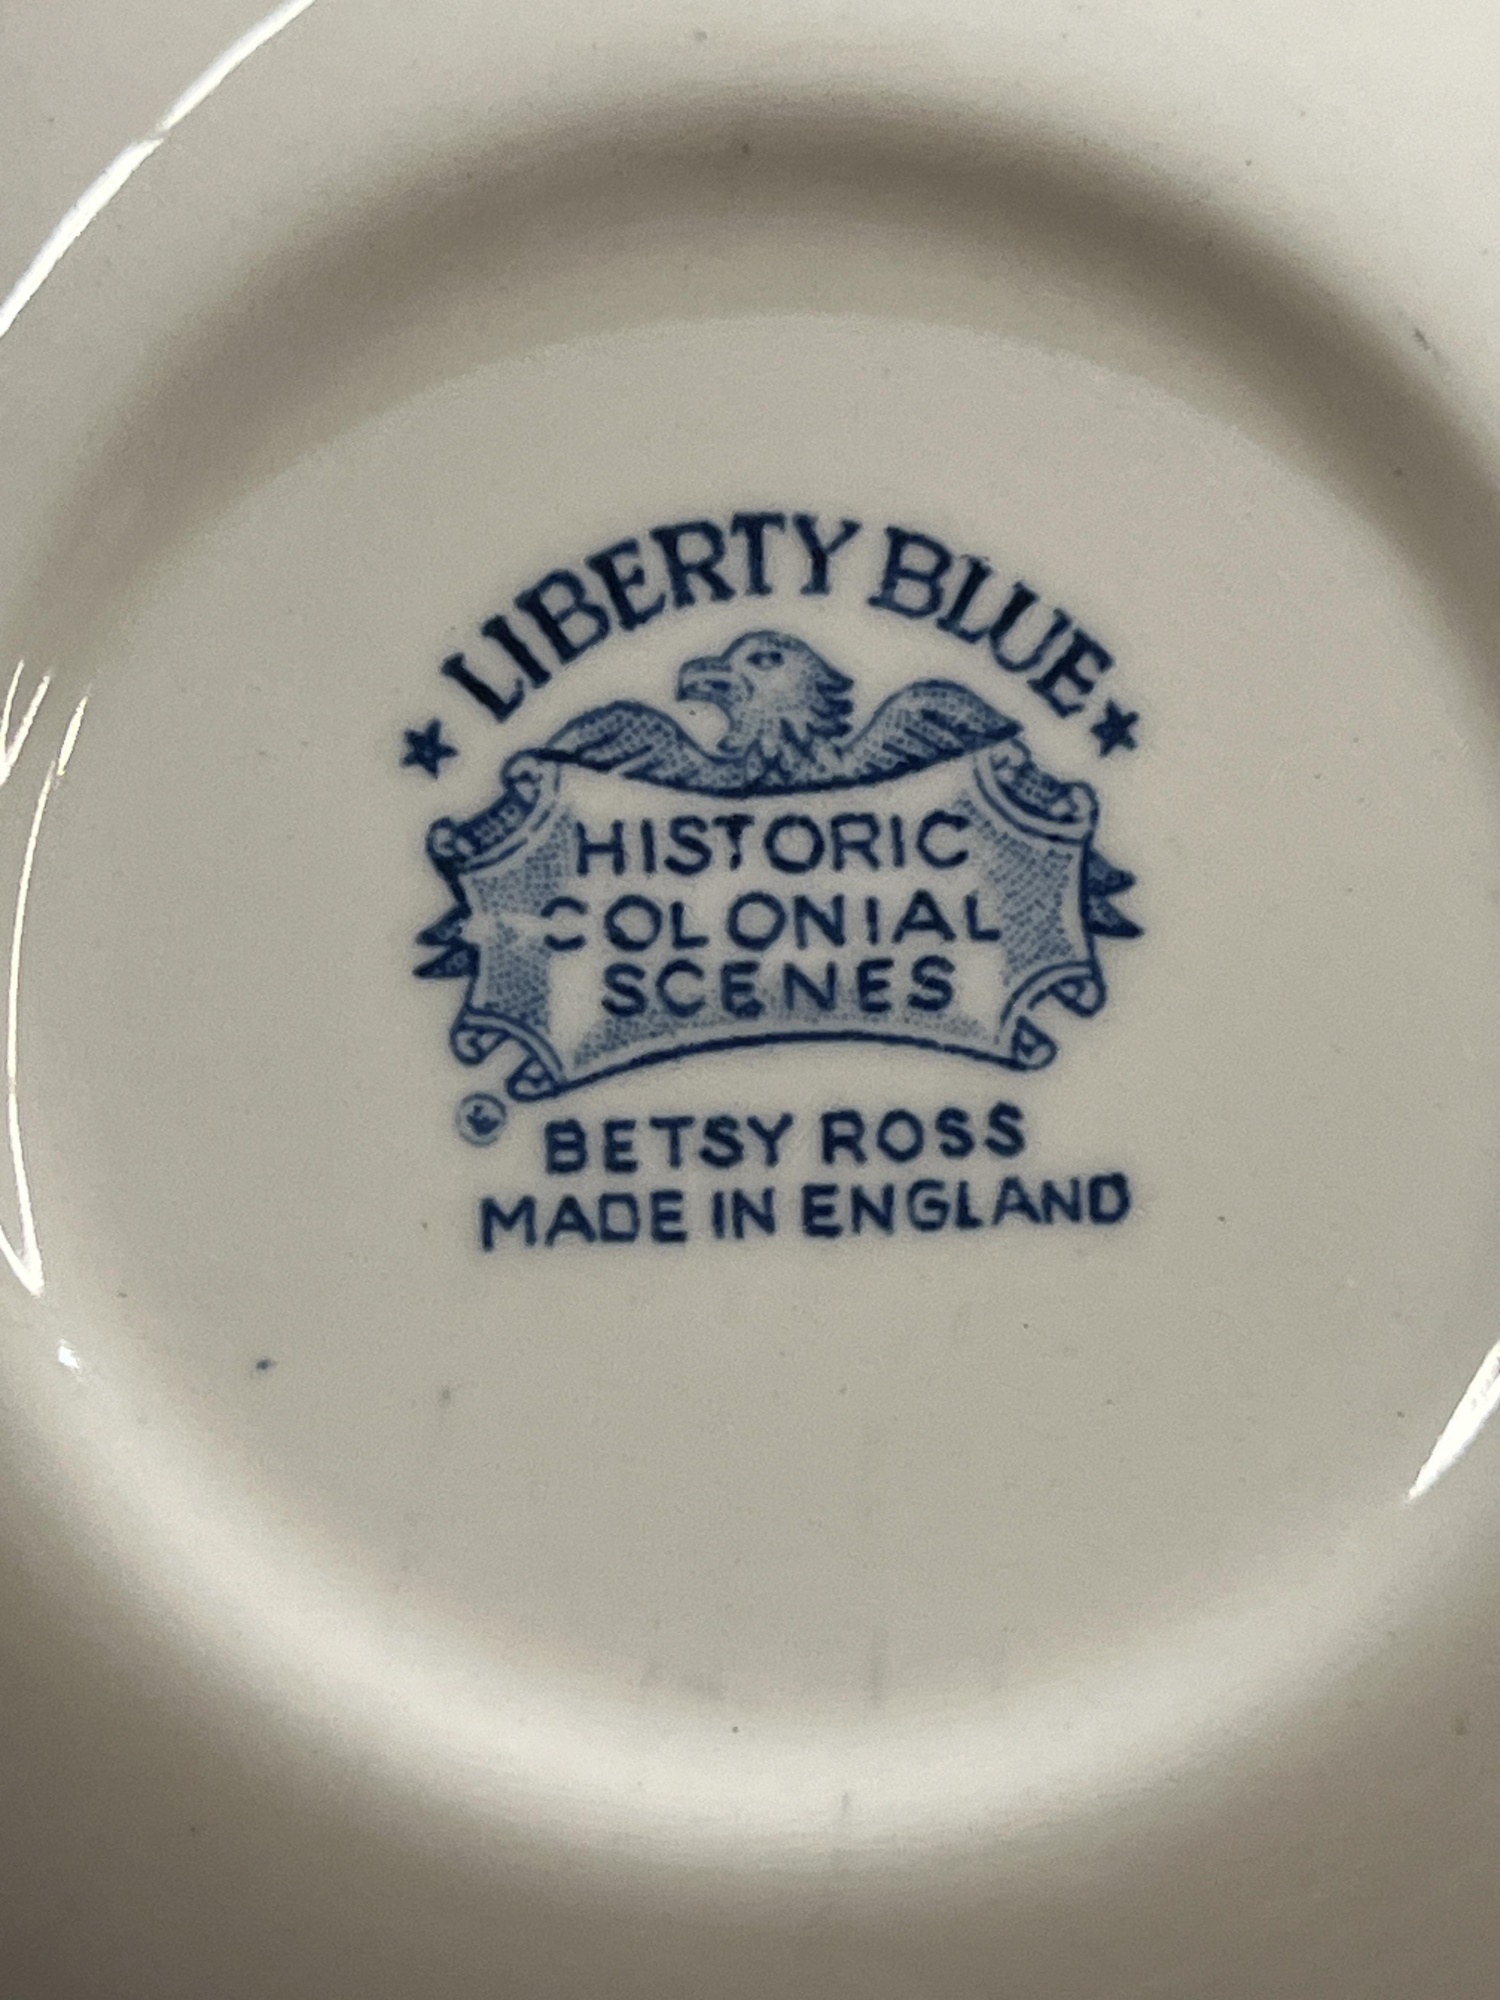 ★ LIBERTY BLUE ★
HISTORIC
COLONIAL
SCENES
BETSY ROSS
MADE IN ENGLAND